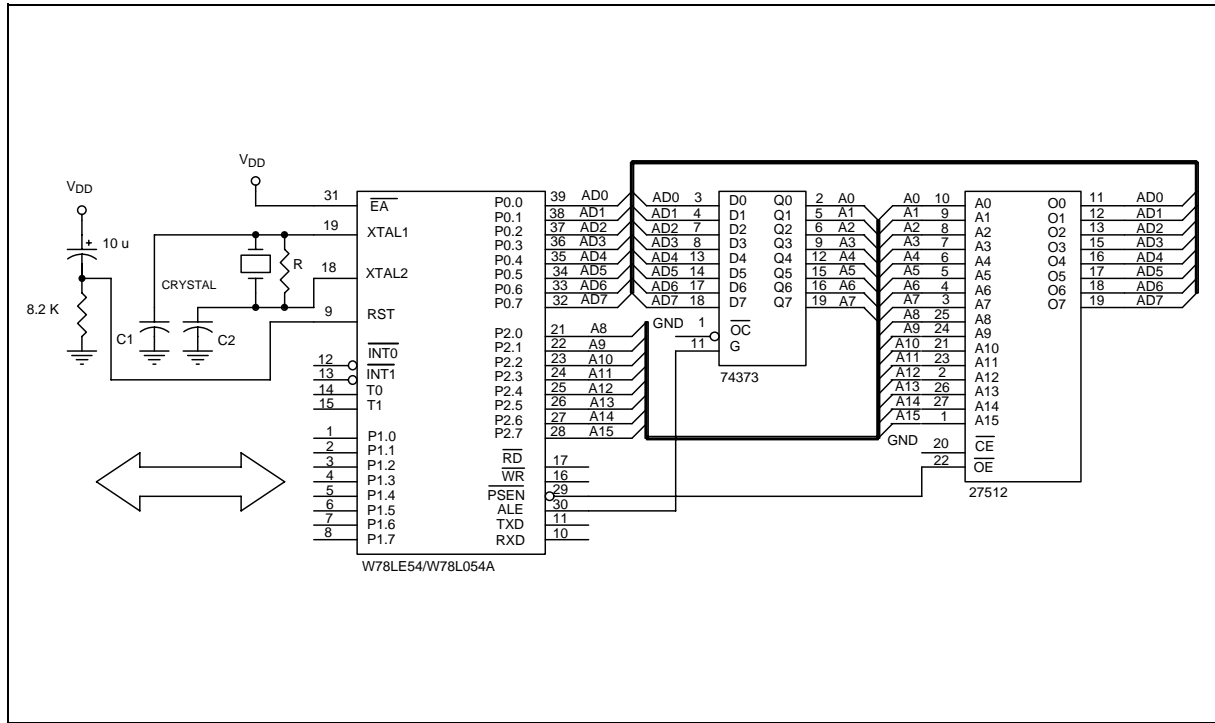 VDD
VDD
10 u
8.2 K
C1
C2
CRYSTAL
R
31 EA
19 XTAL1
18 XTAL2
9 RST
12 INT0
13 INT1
14 T0
15 T1
1 P1.0
2 P1.1
3 P1.2
4 P1.3
5 P1.4
6 P1.5
7 P1.6
8 P1.7
P0.0 39 AD0
P0.1 38 AD1
P0.2 37 AD2
P0.3 36 AD3
P0.4 35 AD4
P0.5 34 AD5
P0.6 33 AD6
P0.7 32 AD7
P2.0 21 A8
P2.1 22 A9
P2.2 23 A10
P2.3 24 A11
P2.4 25 A12
P2.5 26 A13
P2.6 27 A14
P2.7 28 A15
RD 17
WR 16
PSEN 29
ALE 30
TXD 11
RXD 10
W78LE54/W78L054A
AD0 3 D0 Q0 2 A0
AD1 4 D1 Q1 5 A1
AD2 7 D2 Q2 6 A2
AD3 8 D3 Q3 9 A3
AD4 13 D4 Q4 12 A4
AD5 14 D5 Q5 15 A5
AD6 17 D6 Q6 16 A6
AD7 18 D7 Q7 19 A7
GND 1 OC
11 G
74373
A0 10 A0 O0 11 AD0
A1 9 A1 O1 12 AD1
A2 8 A2 O2 13 AD2
A3 7 A3 O3 15 AD3
A4 6 A4 O4 16 AD4
A5 5 A5 O5 17 AD5
A6 4 A6 O6 18 AD6
A7 3 A7 O7 19 AD7
A8 25 A8
A9 24 A9
A10 21 A10
A11 23 A11
A12 2 A12
A13 26 A13
A14 27 A14
A15 1 A15
GND 20 CE
22 OE
27512